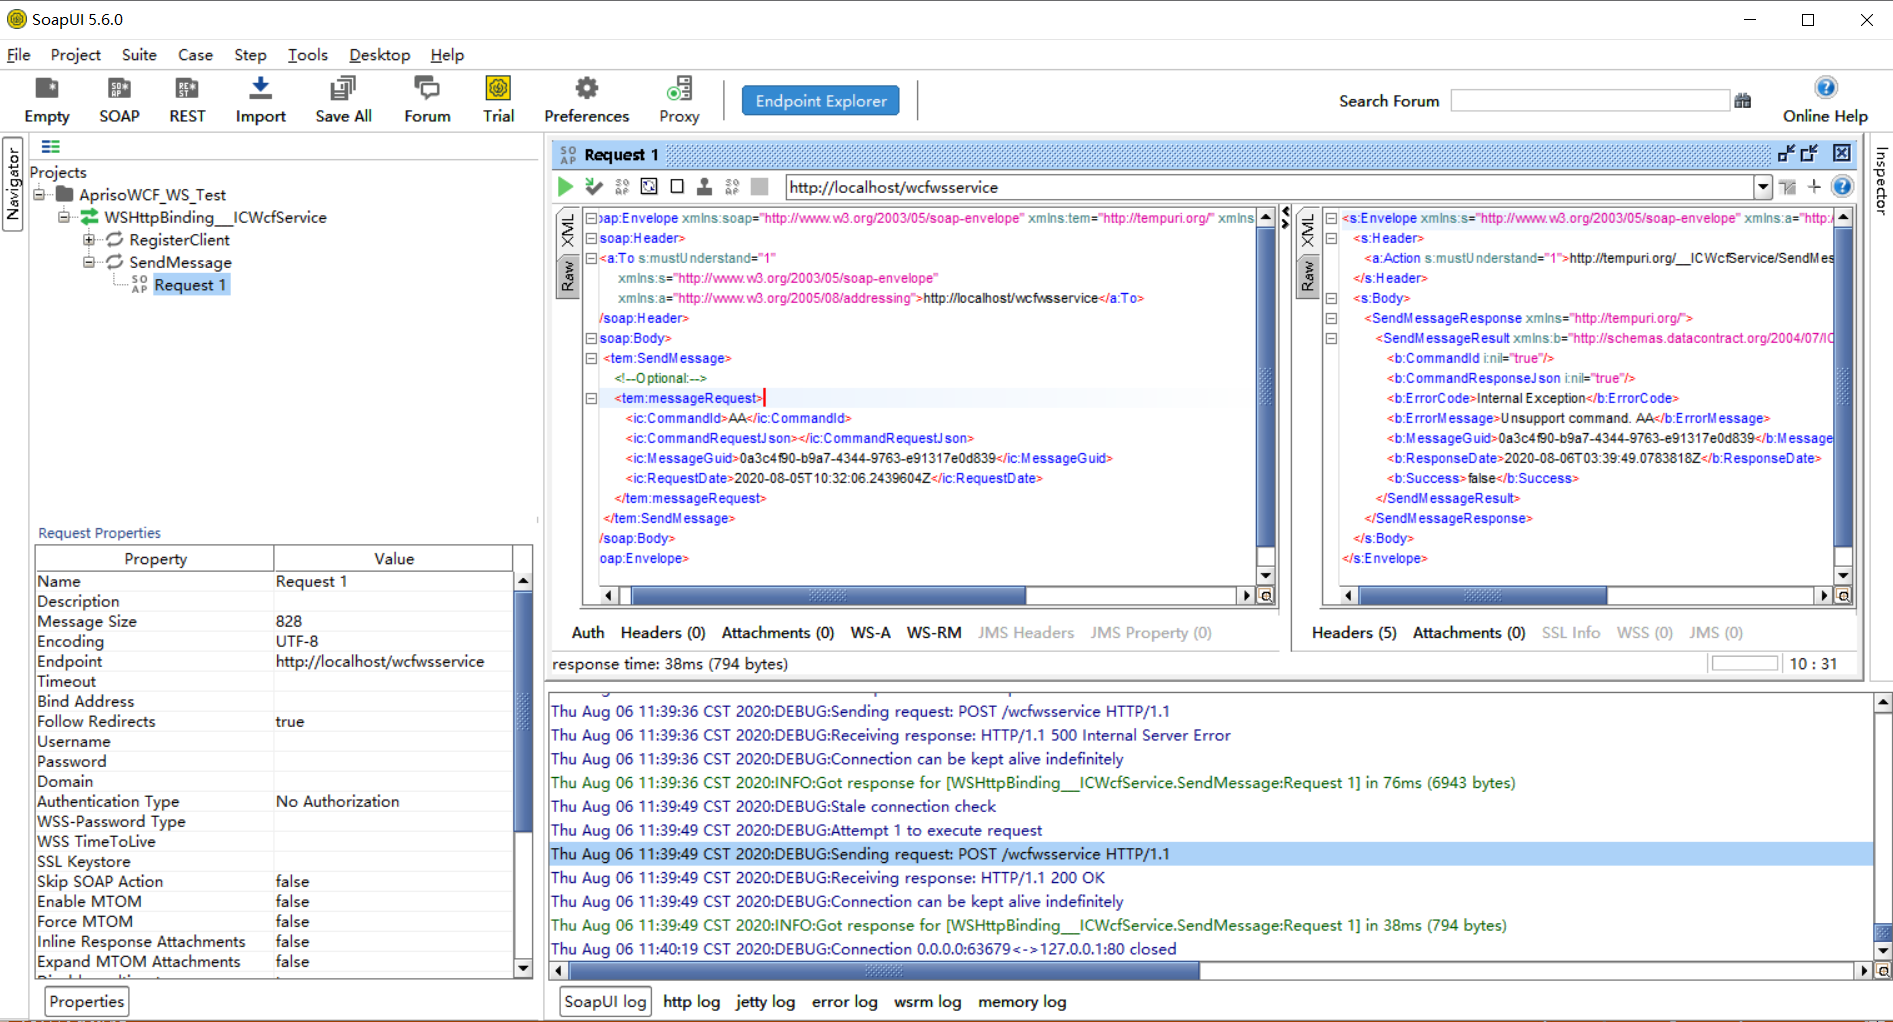 SoapUI 5.6.0
File Project Suite Case Step Tools Desktop Help
Empty SOAP REST Import Save All Forum Trial Preferences Proxy Endpoint Explorer Search Forum Online Help
Navigator
Projects
AprisoWCF_WS_Test
WSHttpBinding__ICWcfService
RegisterClient
SendMessage
Request 1
Request Properties
Property Value
Name Request 1
Description
Message Size 828
Encoding UTF-8
Endpoint http://localhost/wcfwsservice
Timeout
Bind Address
Follow Redirects true
Username
Password
Domain
Authentication Type No Authorization
WSS-Password Type
WSS TimeToLive
SSL Keystore
Skip SOAP Action false
Enable MTOM false
Force MTOM false
Inline Response Attachments false
Expand MTOM Attachments false
Properties
Request 1
http://localhost/wcfwsservice
XML
Raw
oap:Envelope xmlns:soap="http://www.w3.org/2003/05/soap-envelope" xmlns:tem="http://tempuri.org/" xmlns
soap:Header>
<a:To s:mustUnderstand="1"
xmlns:s="http://www.w3.org/2003/05/soap-envelope"
xmlns:a="http://www.w3.org/2005/08/addressing">http://localhost/wcfwsservice</a:To>
/soap:Header>
soap:Body>
<tem:SendMessage>
<!--Optional:-->
<tem:messageRequest>
<ic:CommandId>AA</ic:CommandId>
<ic:CommandRequestJson></ic:CommandRequestJson>
<ic:MessageGuid>0a3c4f90-b9a7-4344-9763-e91317e0d839</ic:MessageGuid>
<ic:RequestDate>2020-08-05T10:32:06.2439604Z</ic:RequestDate>
</tem:messageRequest>
</tem:SendMessage>
/soap:Body>
oap:Envelope>
Auth Headers (0) Attachments (0) WS-A WS-RM JMS Headers JMS Property (0)
response time: 38ms (794 bytes)
XML
Raw
<s:Envelope xmlns:s="http://www.w3.org/2003/05/soap-envelope" xmlns:a="http:/
<s:Header>
<a:Action s:mustUnderstand="1">http://tempuri.org/__ICWcfService/SendMes
</s:Header>
<s:Body>
<SendMessageResponse xmlns="http://tempuri.org/">
<SendMessageResult xmlns:b="http://schemas.datacontract.org/2004/07/IC
<b:CommandId i:nil="true"/>
<b:CommandResponseJson i:nil="true"/>
<b:ErrorCode>Internal Exception</b:ErrorCode>
<b:ErrorMessage>Unsupport command. AA</b:ErrorMessage>
<b:MessageGuid>0a3c4f90-b9a7-4344-9763-e91317e0d839</b:Message
<b:ResponseDate>2020-08-06T03:39:49.0783818Z</b:ResponseDate>
<b:Success>false</b:Success>
</SendMessageResult>
</SendMessageResponse>
</s:Body>
</s:Envelope>
Headers (5) Attachments (0) SSL Info WSS (0) JMS (0)
10 : 31
Inspector
Thu Aug 06 11:39:36 CST 2020:DEBUG:Sending request: POST /wcfwsservice HTTP/1.1
Thu Aug 06 11:39:36 CST 2020:DEBUG:Receiving response: HTTP/1.1 500 Internal Server Error
Thu Aug 06 11:39:36 CST 2020:DEBUG:Connection can be kept alive indefinitely
Thu Aug 06 11:39:36 CST 2020:INFO:Got response for [WSHttpBinding__ICWcfService.SendMessage:Request 1] in 76ms (6943 bytes)
Thu Aug 06 11:39:49 CST 2020:DEBUG:Stale connection check
Thu Aug 06 11:39:49 CST 2020:DEBUG:Attempt 1 to execute request
Thu Aug 06 11:39:49 CST 2020:DEBUG:Sending request: POST /wcfwsservice HTTP/1.1
Thu Aug 06 11:39:49 CST 2020:DEBUG:Receiving response: HTTP/1.1 200 OK
Thu Aug 06 11:39:49 CST 2020:DEBUG:Connection can be kept alive indefinitely
Thu Aug 06 11:39:49 CST 2020:INFO:Got response for [WSHttpBinding__ICWcfService.SendMessage:Request 1] in 38ms (794 bytes)
Thu Aug 06 11:40:19 CST 2020:DEBUG:Connection 0.0.0.0:63679<->127.0.0.1:80 closed
SoapUI log http log jetty log error log wsrm log memory log